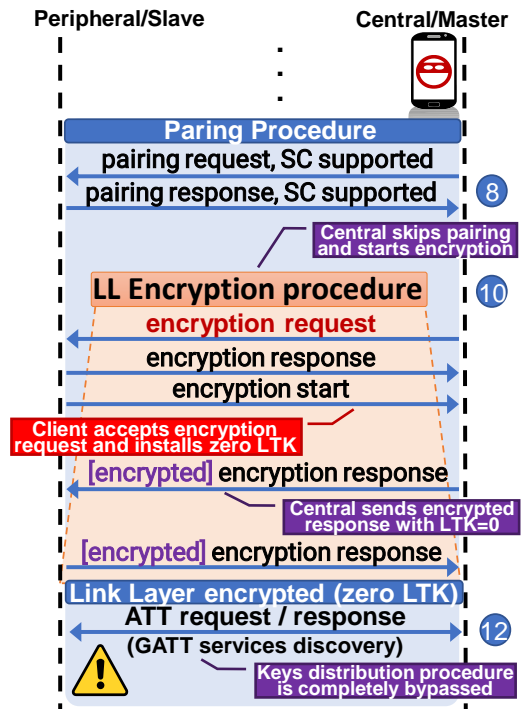 Peripheral/Slave Central/Master
Paring Procedure
pairing request, SC supported
pairing response, SC supported
8
Central skips pairing
and starts encryption
LL Encryption procedure
10
encryption request
encryption response
encryption start
Client accepts encryption
request and installs zero LTK
[encrypted] encryption response
Central sends encrypted
response with LTK=0
[encrypted] encryption response
Link Layer encrypted (zero LTK)
ATT request / response
12
(GATT services discovery)
Keys distribution procedure
is completely bypassed